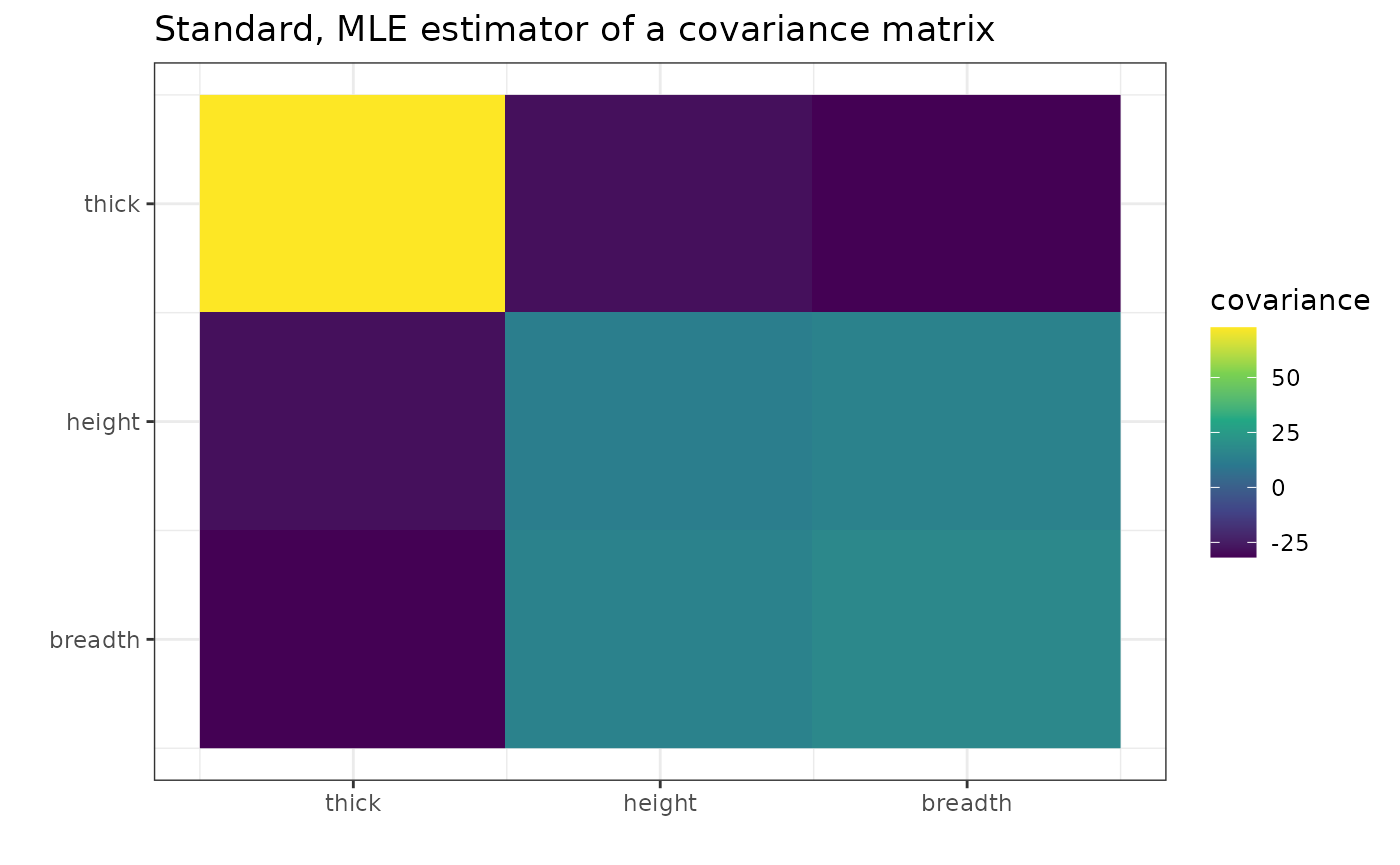 Standard, MLE estimator of a covariance matrix
thick
height
breadth
thick height breadth
covariance
50
25
0
-25